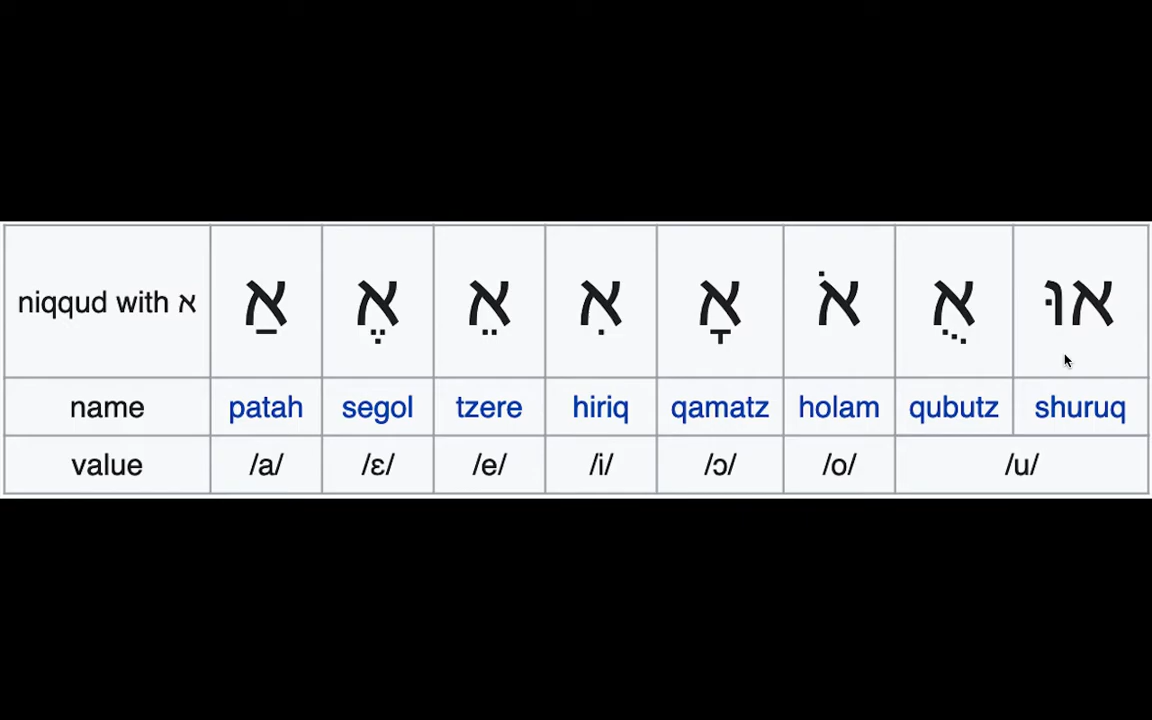 niqqud with א אַ אֶ אֵ אִ אָ אֹ אֻ אוּ
name patah segol tzere hiriq qamatz holam qubutz shuruq
value /a/ /ɛ/ /e/ /i/ /ɔ/ /o/ /u/